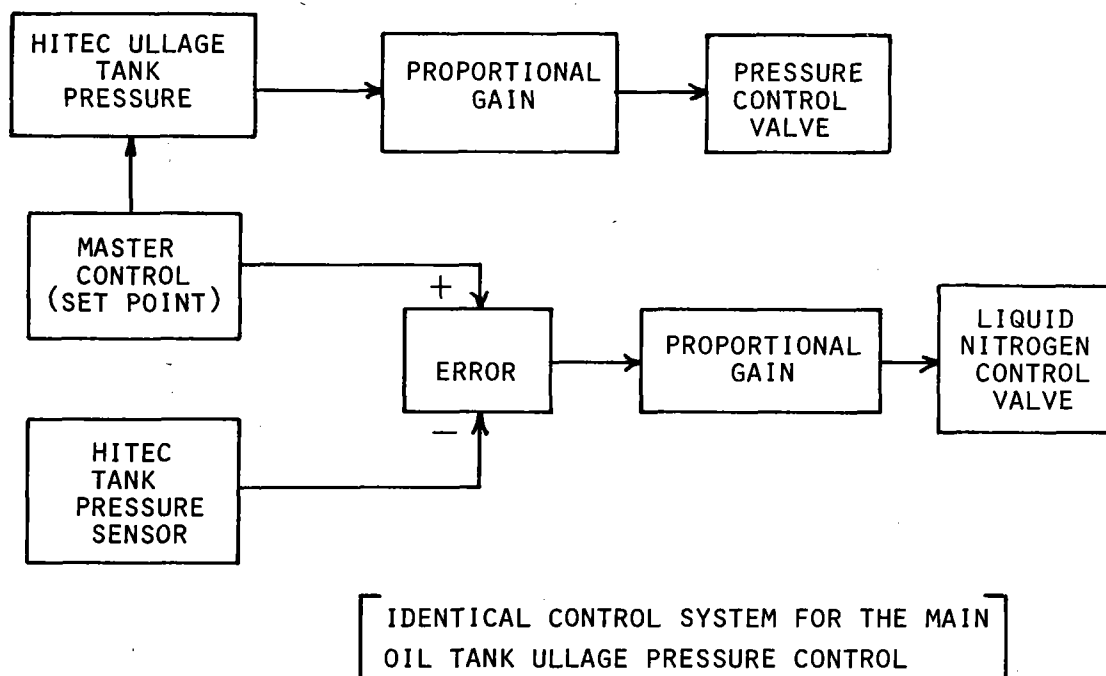 HITEC ULLAGE
TANK
PRESSURE
PROPORTIONAL
GAIN
PRESSURE
CONTROL
VALVE
MASTER
CONTROL
(SET POINT)
+
ERROR
−
PROPORTIONAL
GAIN
LIQUID
NITROGEN
CONTROL
VALVE
HITEC
TANK
PRESSURE
SENSOR
IDENTICAL CONTROL SYSTEM FOR THE MAIN
OIL TANK ULLAGE PRESSURE CONTROL